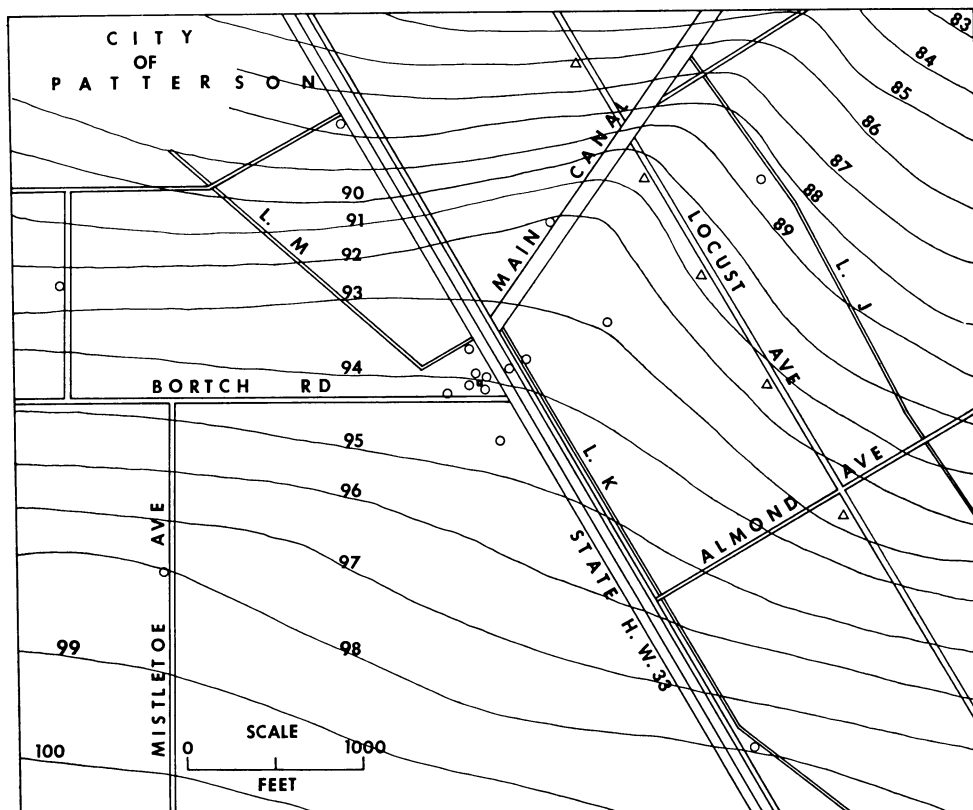 CITY
OF
PATTERSON
83
84
85
86
87
88
89
90
91
92
93
94
95
96
97
98
99
100
L. M
MAIN CANAL
LOCUST AVE
L. J
BORTCH RD
L. K
ALMOND AVE
STATE H.W. 33
MISTLETOE AVE
SCALE
0 1000
FEET